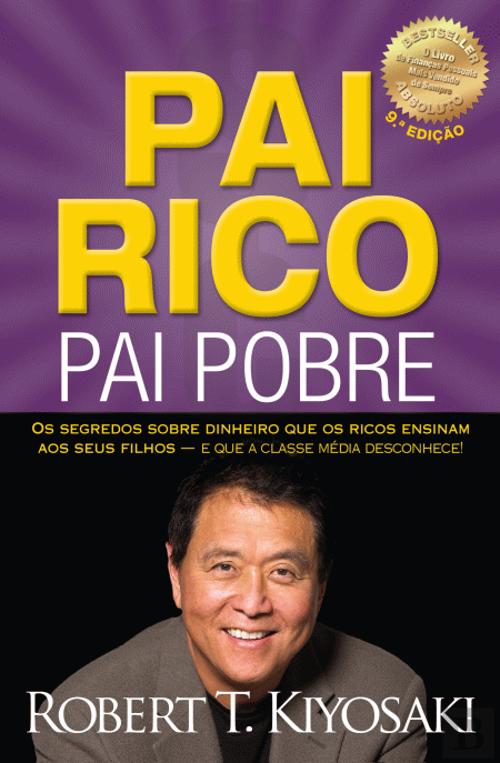 BESTSELLER
O Livro
de Finanças Pessoais
Mais Vendido
de Sempre
ABSOLUTO
9.ª EDIÇÃO
PAI
RICO
PAI POBRE
OS SEGREDOS SOBRE DINHEIRO QUE OS RICOS ENSINAM
AOS SEUS FILHOS — E QUE A CLASSE MÉDIA DESCONHECE!
ROBERT T. KIYOSAKI
B